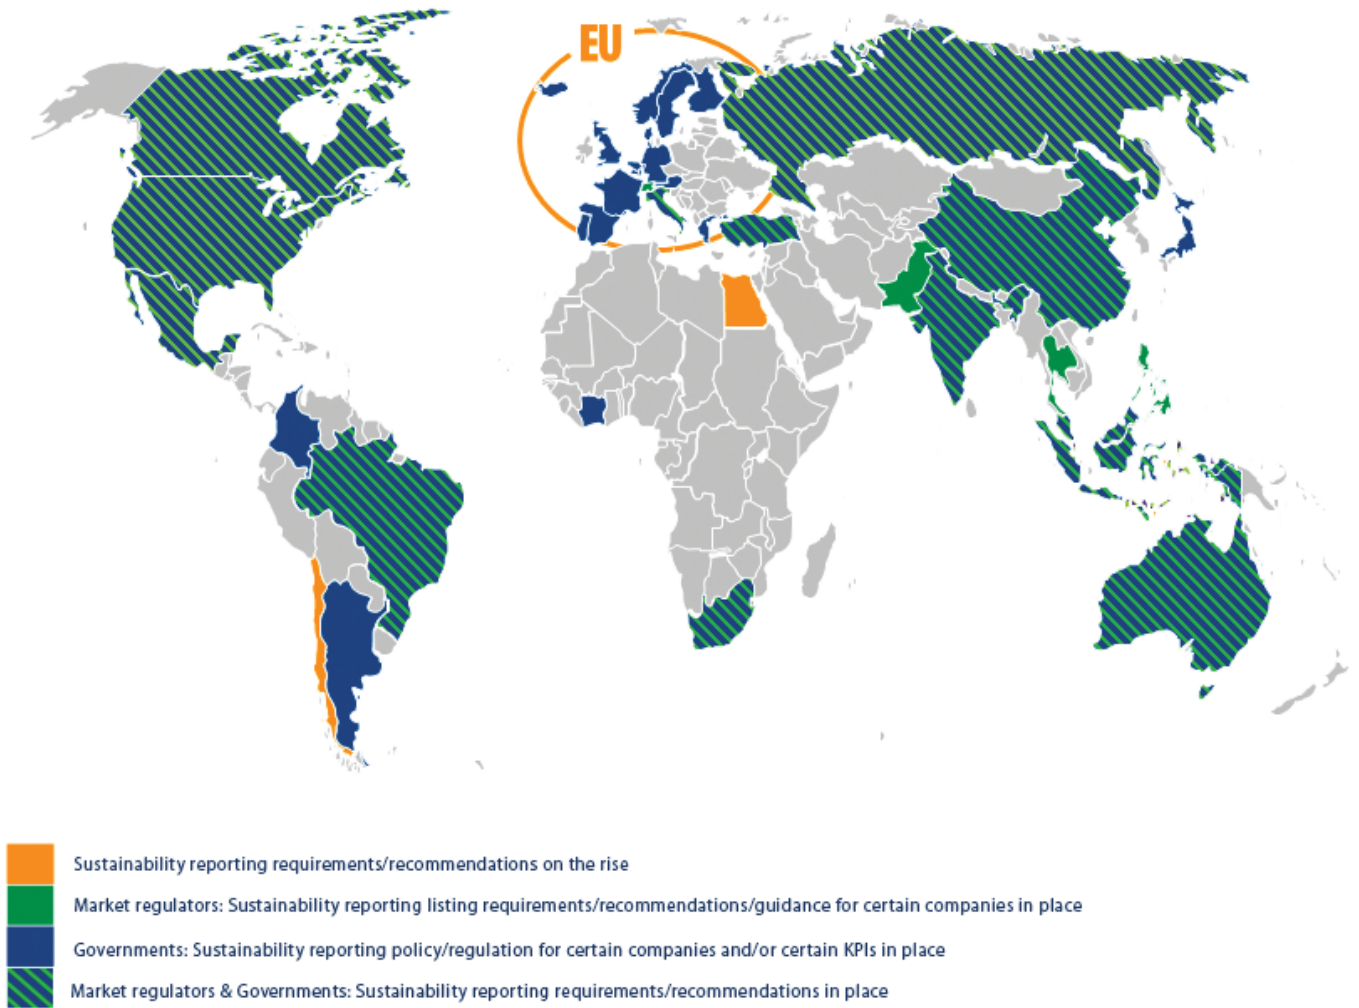 EU
Sustainability reporting requirements/recommendations on the rise
Market regulators: Sustainability reporting listing requirements/recommendations/guidance for certain companies in place
Governments: Sustainability reporting policy/regulation for certain companies and/or certain KPIs in place
Market regulators & Governments: Sustainability reporting requirements/recommendations in place